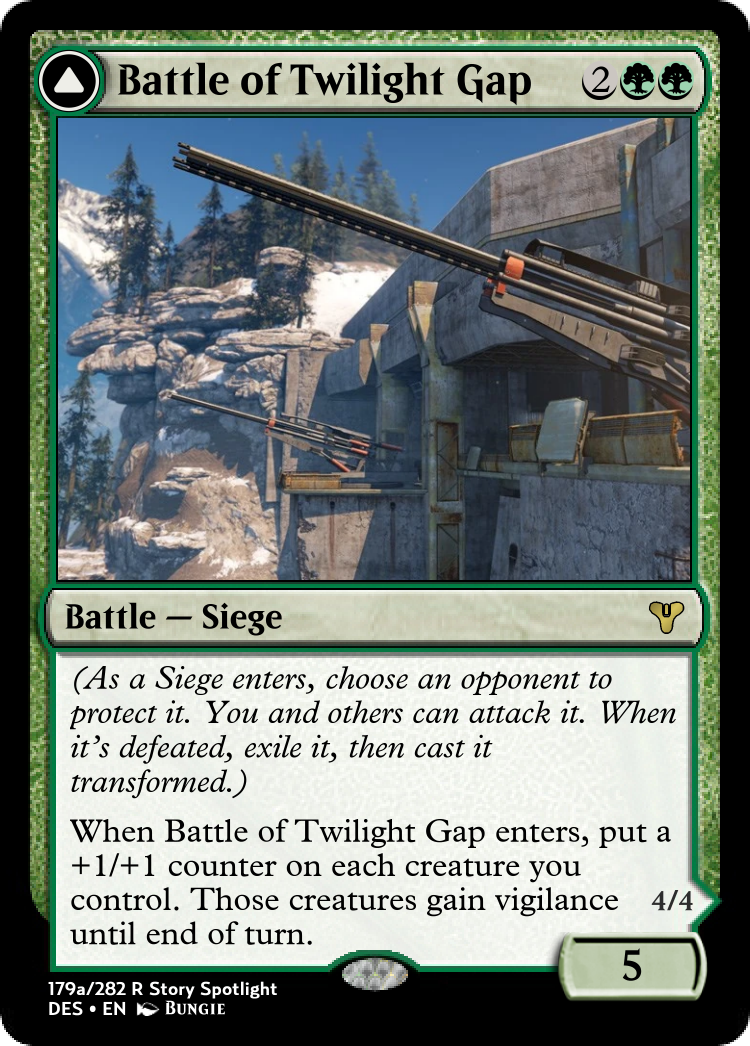 Battle of Twilight Gap 2
Battle — Siege
(As a Siege enters, choose an opponent to
protect it. You and others can attack it. When
it's defeated, exile it, then cast it
transformed.)
When Battle of Twilight Gap enters, put a
+1/+1 counter on each creature you
control. Those creatures gain vigilance
until end of turn.
4/4
5
179a/282 R Story Spotlight
DES • EN Bungie